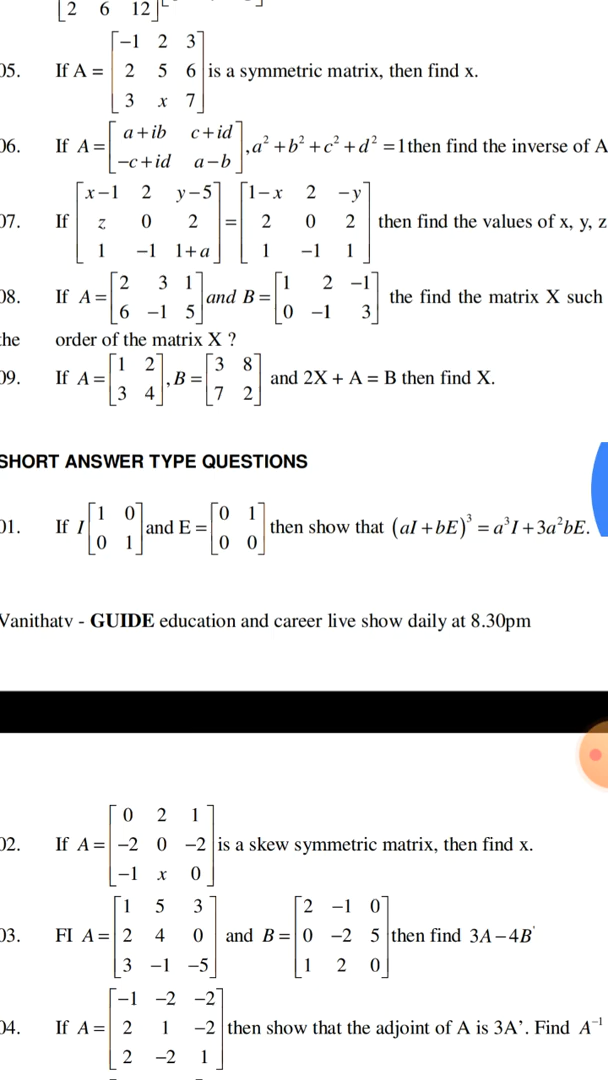 [2 6 12]
05. If A = [−1 2 3; 2 5 6; 3 x 7] is a symmetric matrix, then find x.
06. If A = [a+ib c+id; −c+id a−b], a² + b² + c² + d² = 1 then find the inverse of A
07. If [x−1 2 y−5; z 0 2; 1 −1 1+a] = [1−x 2 −y; 2 0 2; 1 −1 1] then find the values of x, y, z
08. If A = [2 3 1; 6 −1 5] and B = [1 2 −1; 0 −1 3] the find the matrix X such
the order of the matrix X ?
09. If A = [1 2; 3 4], B = [3 8; 7 2] and 2X + A = B then find X.
SHORT ANSWER TYPE QUESTIONS
01. If I [1 0; 0 1] and E = [0 1; 0 0] then show that (aI + bE)³ = a³I + 3a²bE.
Vanithatv - GUIDE education and career live show daily at 8.30pm
02. If A = [0 2 1; −2 0 −2; −1 x 0] is a skew symmetric matrix, then find x.
03. FI A = [1 5 3; 2 4 0; 3 −1 −5] and B = [2 −1 0; 0 −2 5; 1 2 0] then find 3A − 4B'
04. If A = [−1 −2 −2; 2 1 −2; 2 −2 1] then show that the adjoint of A is 3A’. Find A⁻¹